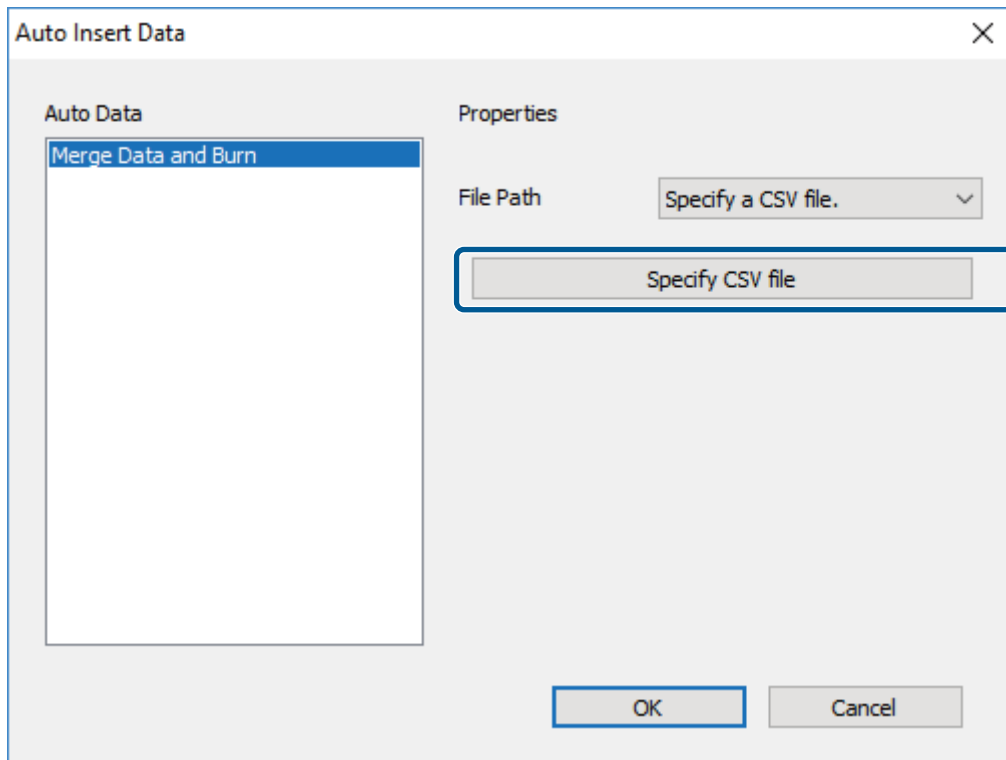 Auto Insert Data
Auto Data
Merge Data and Burn
Properties
File Path
Specify a CSV file.
Specify CSV file
OK
Cancel